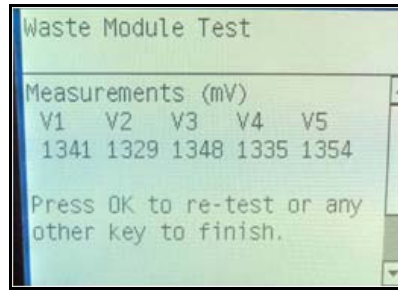 Waste Module Test
Measurements (mV)
V1 V2 V3 V4 V5
1341 1329 1348 1335 1354
Press OK to re-test or any
other key to finish.